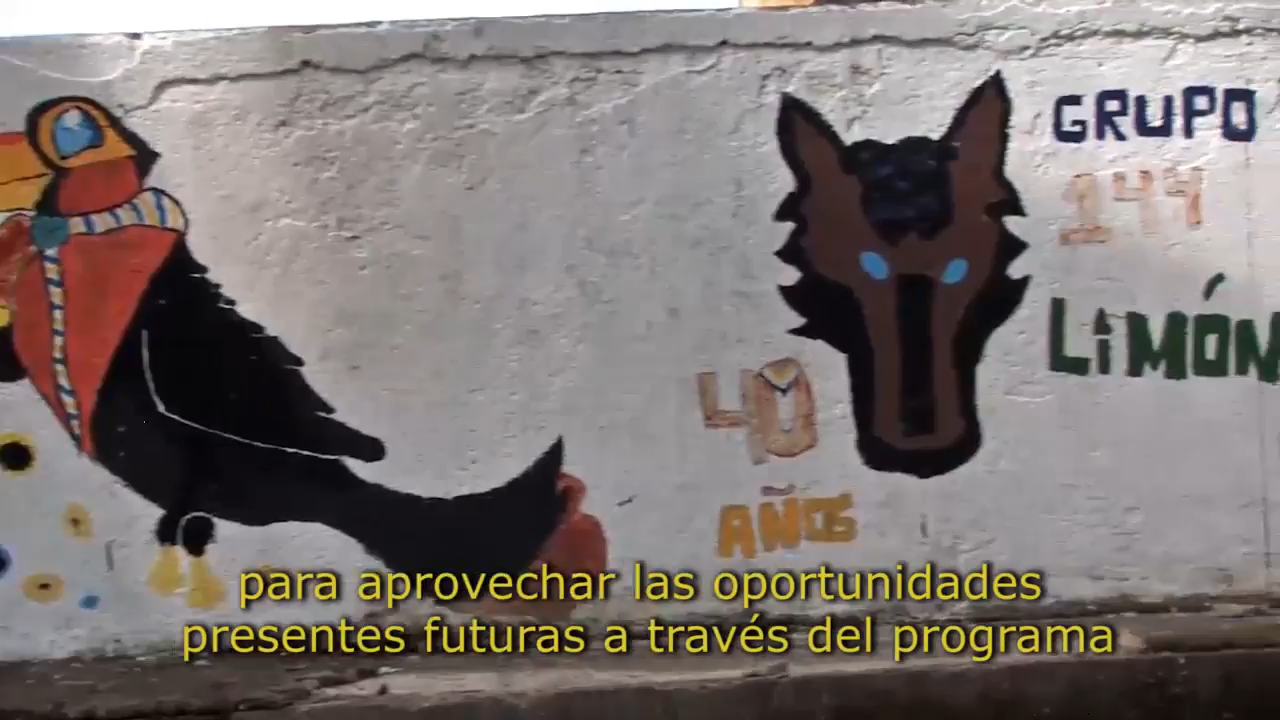 GRUPO
144
LiMÓN
40
AÑOS
para aprovechar las oportunidades
presentes futuras a través del programa